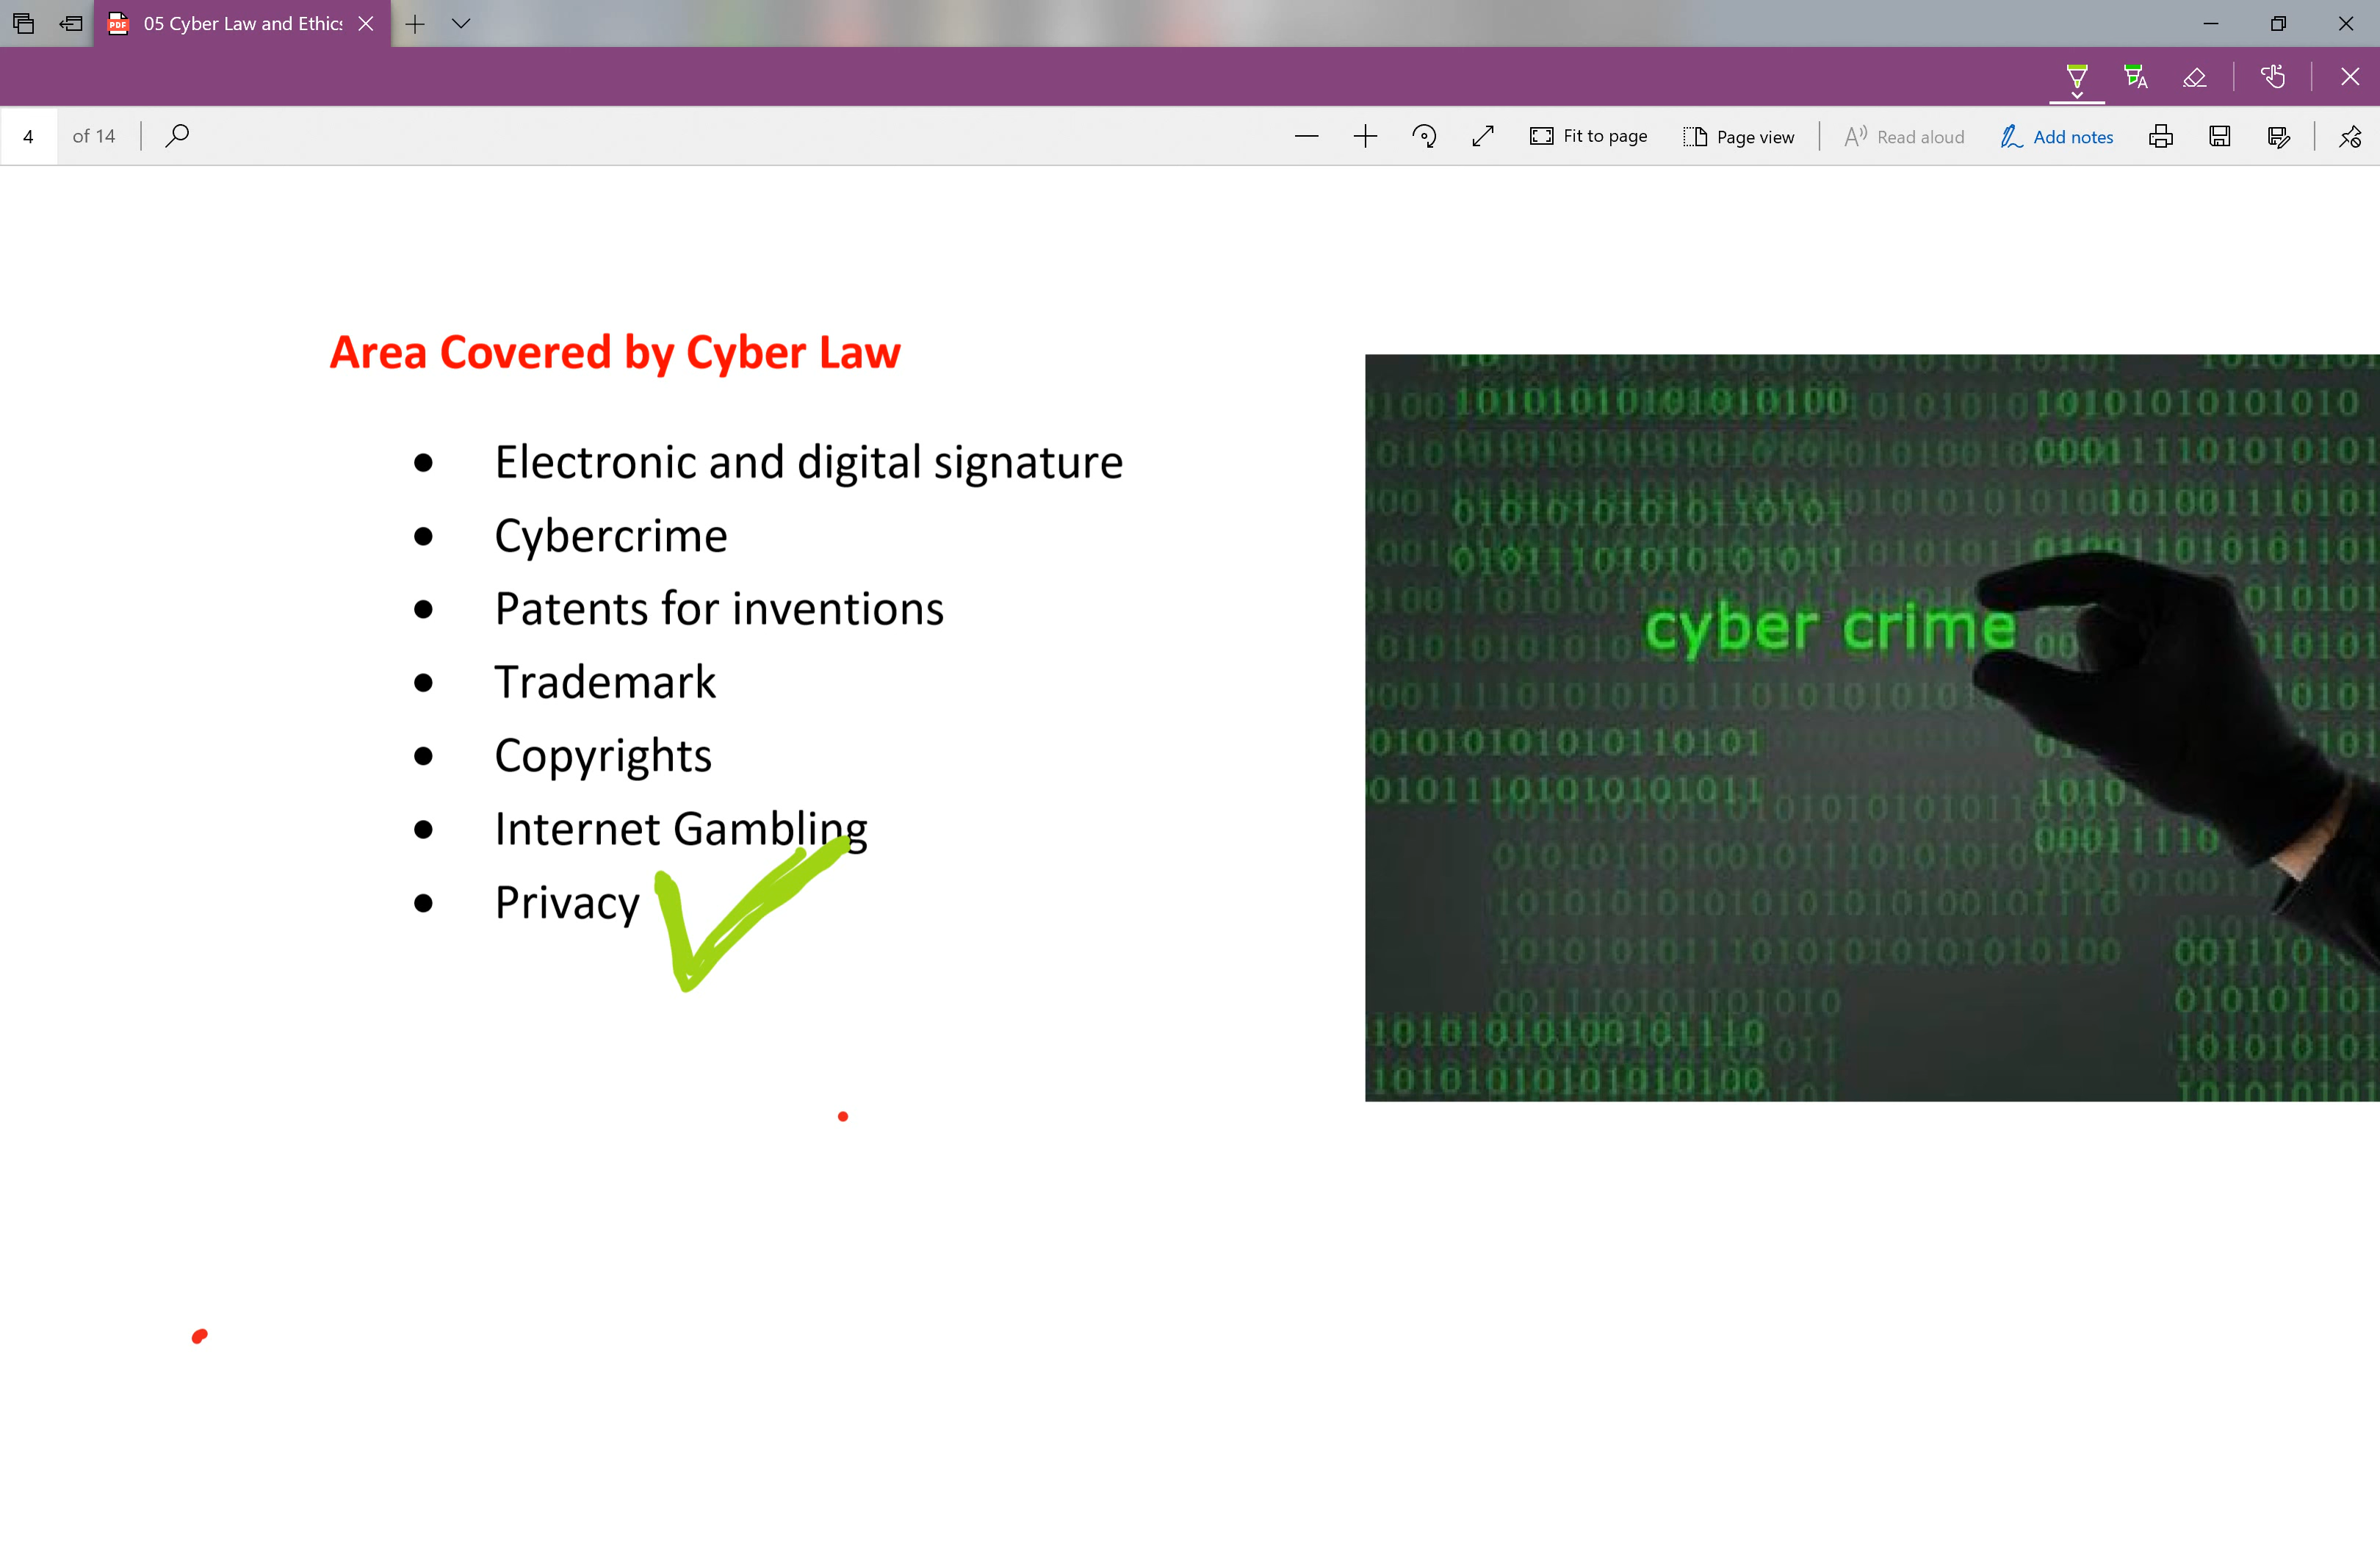 05 Cyber Law and Ethics
4 of 14
Fit to page
Page view
Read aloud
Add notes
Area Covered by Cyber Law
● Electronic and digital signature
● Cybercrime
● Patents for inventions
● Trademark
● Copyrights
● Internet Gambling
● Privacy
cyber crime